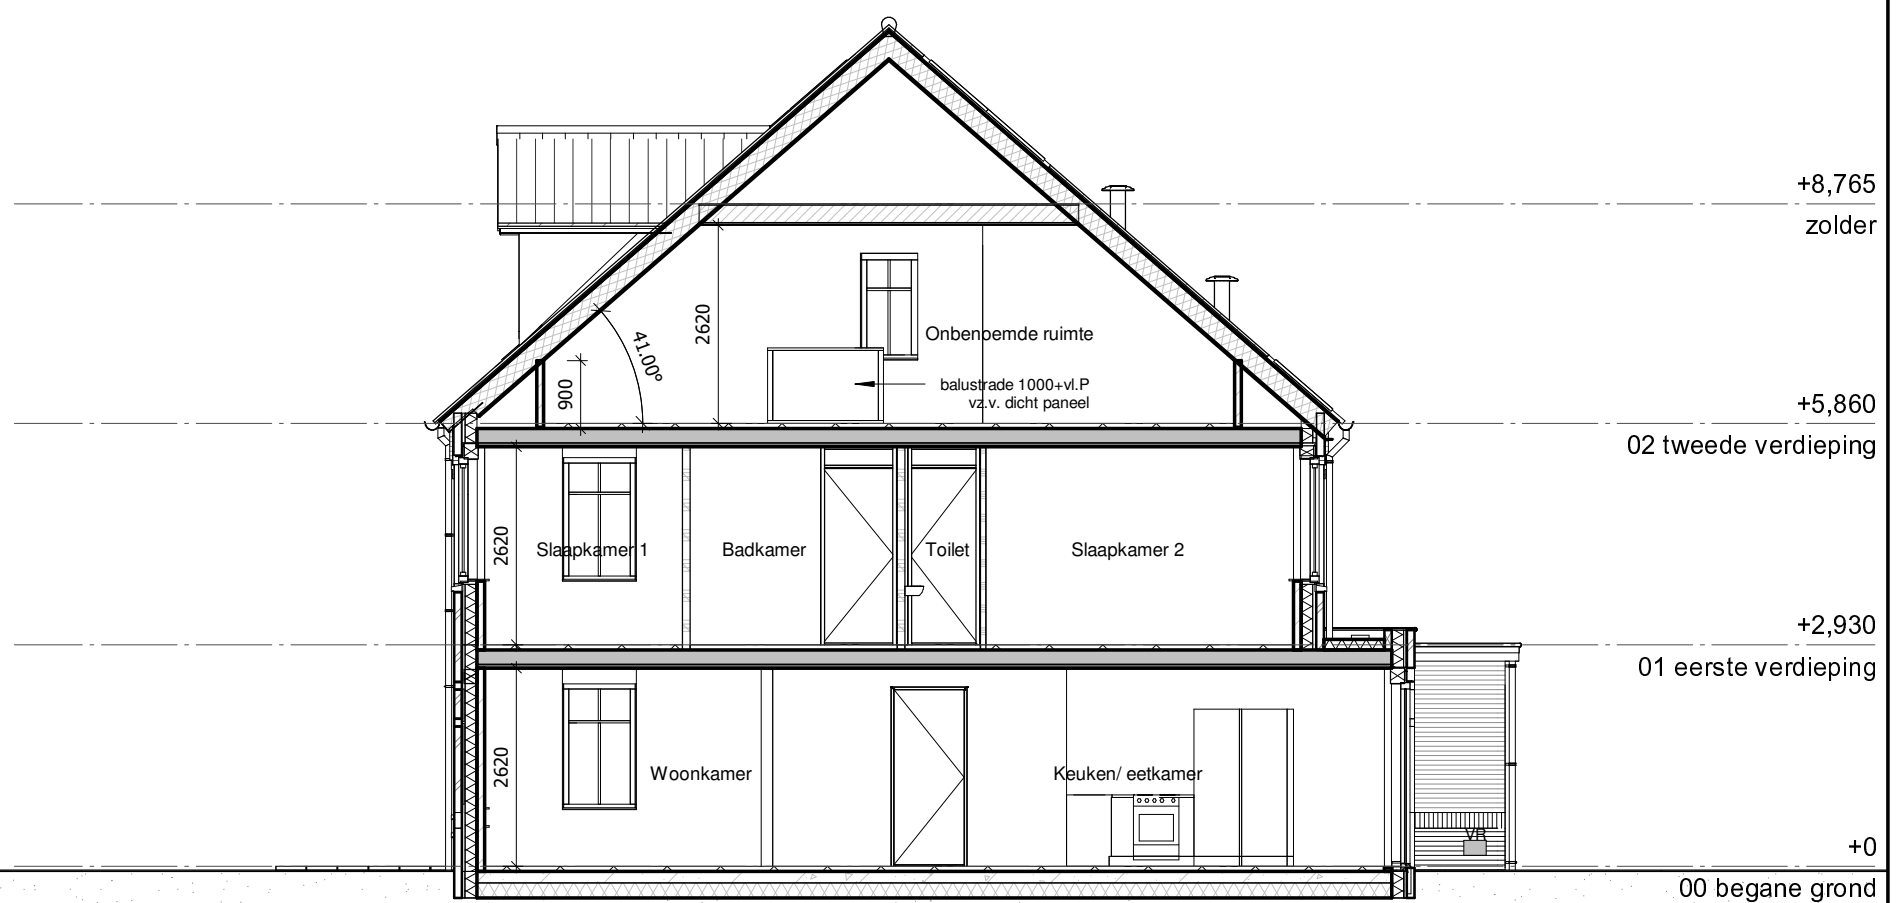 +8,765
zolder
2620
41.00°
Onbenoemde ruimte
900
balustrade 1000+vl.P
vz.v. dicht paneel
+5,860
02 tweede verdieping
2620
Slaapkamer 1
Badkamer
Toilet
Slaapkamer 2
+2,930
01 eerste verdieping
2620
Woonkamer
Keuken/ eetkamer
VR
+0
00 begane grond